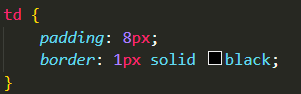 td {
    padding: 8px;
    border: 1px solid black;
}